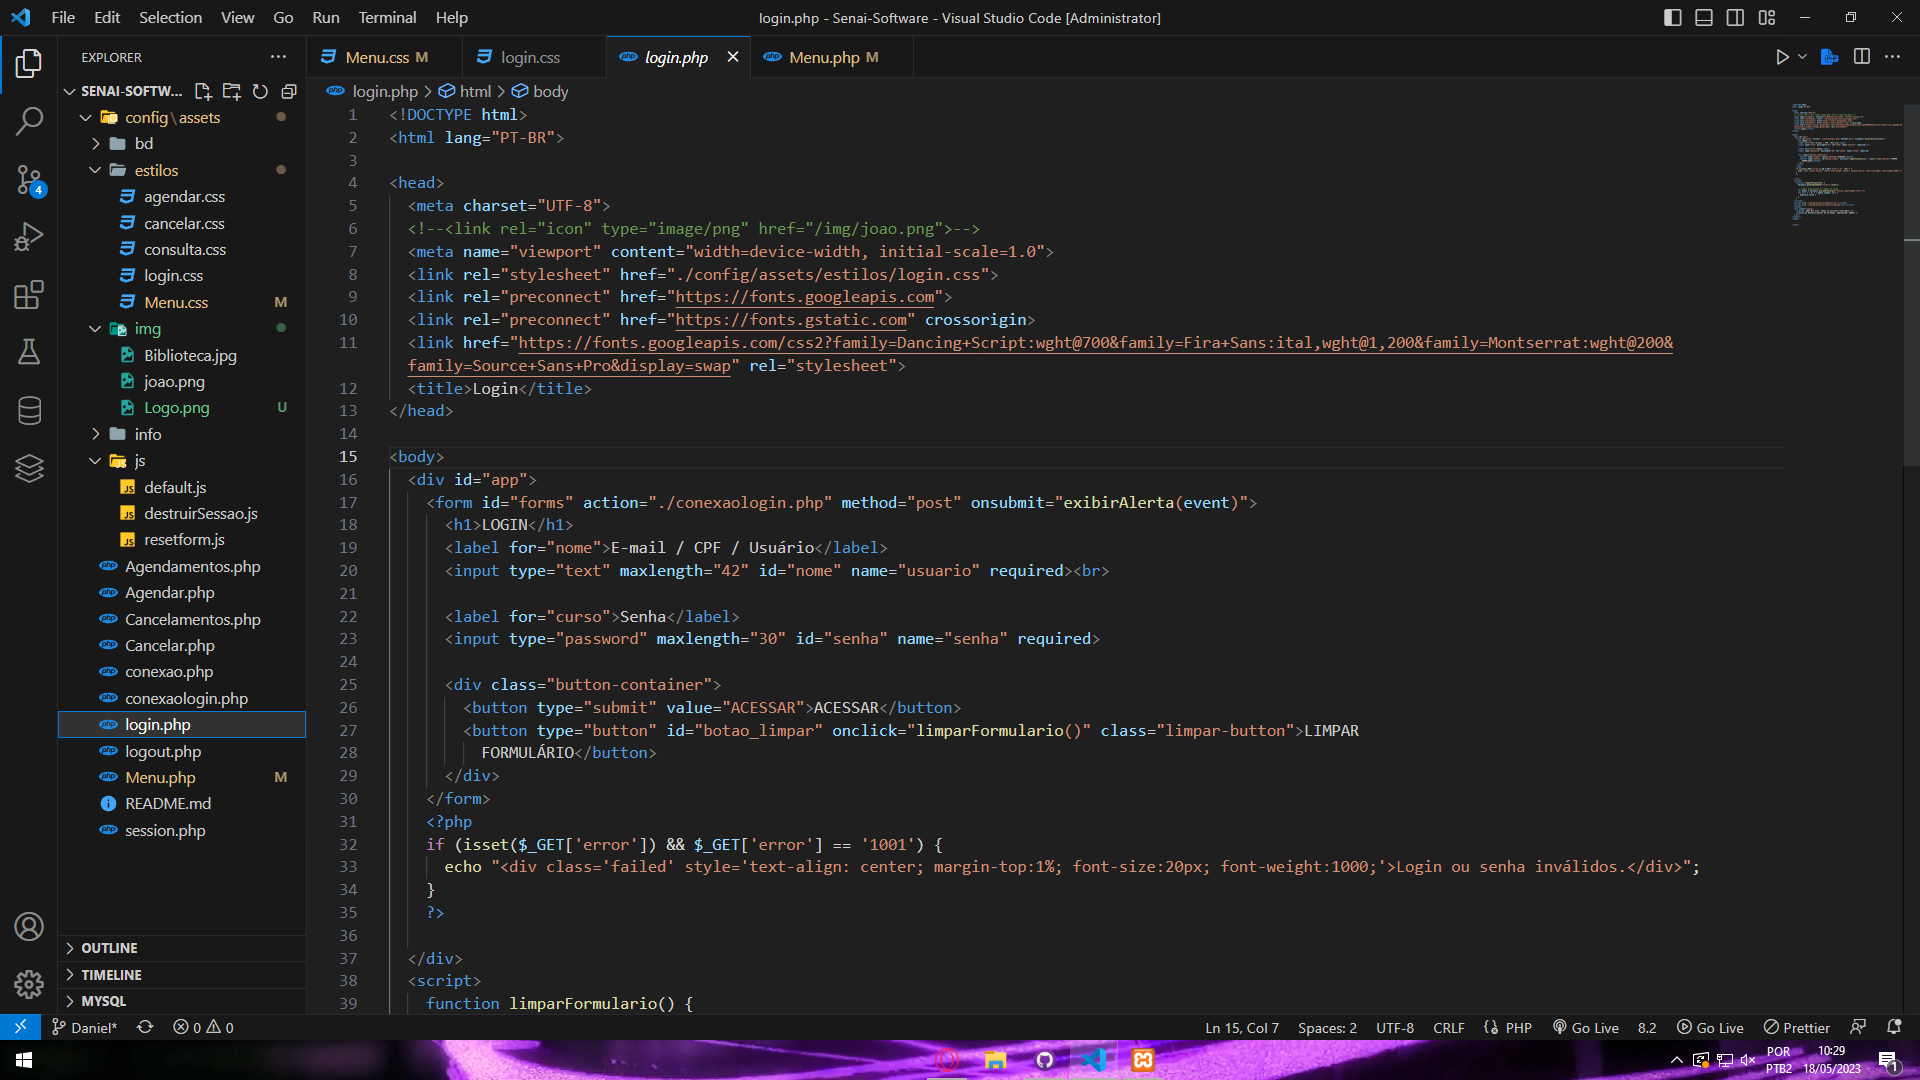 File Edit Selection View Go Run Terminal Help
login.php - Senai-Software - Visual Studio Code [Administrator]
EXPLORER
Menu.css M
login.css
login.php
Menu.php M
SENAI-SOFTW...
login.php > html > body
config\assets
bd
estilos
agendar.css
cancelar.css
consulta.css
login.css
Menu.css M
img
Biblioteca.jpg
joao.png
Logo.png U
info
js
default.js
destruirSessao.js
resetform.js
Agendamentos.php
Agendar.php
Cancelamentos.php
Cancelar.php
conexao.php
conexaologin.php
login.php
logout.php
Menu.php M
README.md
session.php
OUTLINE
TIMELINE
MYSQL
4
1 <!DOCTYPE html>
2 <html lang="PT-BR">
3
4 <head>
5 <meta charset="UTF-8">
6 <!--<link rel="icon" type="image/png" href="/img/joao.png">-->
7 <meta name="viewport" content="width=device-width, initial-scale=1.0">
8 <link rel="stylesheet" href="./config/assets/estilos/login.css">
9 <link rel="preconnect" href="https://fonts.googleapis.com">
10 <link rel="preconnect" href="https://fonts.gstatic.com" crossorigin>
11 <link href="https://fonts.googleapis.com/css2?family=Dancing+Script:wght@700&family=Fira+Sans:ital,wght@1,200&family=Montserrat:wght@200&
family=Source+Sans+Pro&display=swap" rel="stylesheet">
12 <title>Login</title>
13 </head>
14
15 <body>
16 <div id="app">
17 <form id="forms" action="./conexaologin.php" method="post" onsubmit="exibirAlerta(event)">
18 <h1>LOGIN</h1>
19 <label for="nome">E-mail / CPF / Usuário</label>
20 <input type="text" maxlength="42" id="nome" name="usuario" required><br>
21
22 <label for="curso">Senha</label>
23 <input type="password" maxlength="30" id="senha" name="senha" required>
24
25 <div class="button-container">
26 <button type="submit" value="ACESSAR">ACESSAR</button>
27 <button type="button" id="botao_limpar" onclick="limparFormulario()" class="limpar-button">LIMPAR
28 FORMULÁRIO</button>
29 </div>
30 </form>
31 <?php
32 if (isset($_GET['error']) && $_GET['error'] == '1001') {
33 echo "<div class='failed' style='text-align: center; margin-top:1%; font-size:20px; font-weight:1000;'>Login ou senha inválidos.</div>";
34 }
35 ?>
36
37 </div>
38 <script>
39 function limparFormulario() {
Daniel* 0 0
Ln 15, Col 7 Spaces: 2 UTF-8 CRLF PHP Go Live 8.2 Go Live Prettier
POR
PTB2
10:29
18/05/2023
1